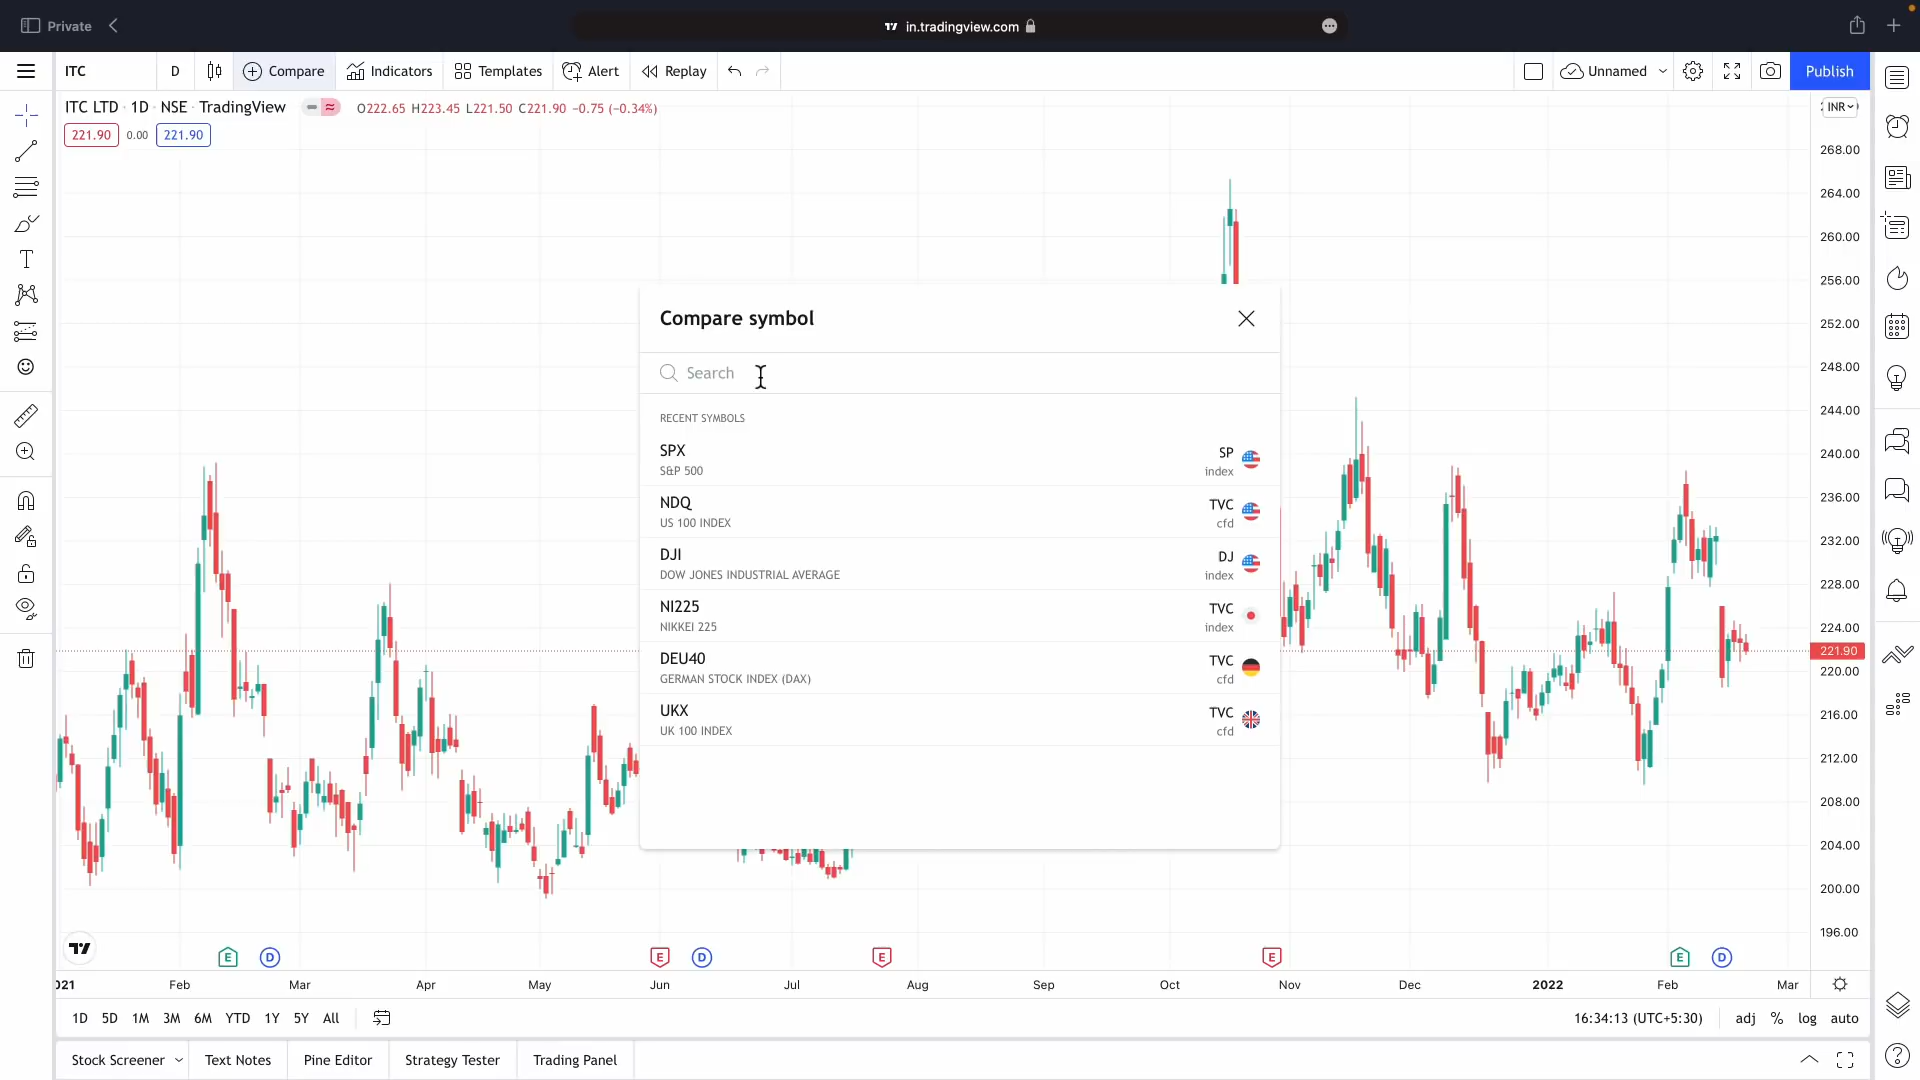 Private
in.tradingview.com
ITC D Compare Indicators Templates Alert Replay Unnamed Publish
ITC LTD · 1D · NSE · TradingView O222.65 H223.45 L221.50 C221.90 −0.75 (−0.34%)
INR
221.90 0.00 221.90
268.00
264.00
260.00
256.00
252.00
248.00
244.00
240.00
236.00
232.00
228.00
224.00
221.90
220.00
216.00
212.00
208.00
204.00
200.00
196.00
Compare symbol
Search
RECENT SYMBOLS
SPX SP
S&P 500 index
NDQ TVC
US 100 INDEX cfd
DJI DJ
DOW JONES INDUSTRIAL AVERAGE index
NI225 TVC
NIKKEI 225 index
DEU40 TVC
GERMAN STOCK INDEX (DAX) cfd
UKX TVC
UK 100 INDEX cfd
E D E D E E E D
Feb Mar Apr May Jun Jul Aug Sep Oct Nov Dec 2022 Feb Mar
1D 5D 1M 3M 6M YTD 1Y 5Y All 16:34:13 (UTC+5:30) adj % log auto
Stock Screener Text Notes Pine Editor Strategy Tester Trading Panel